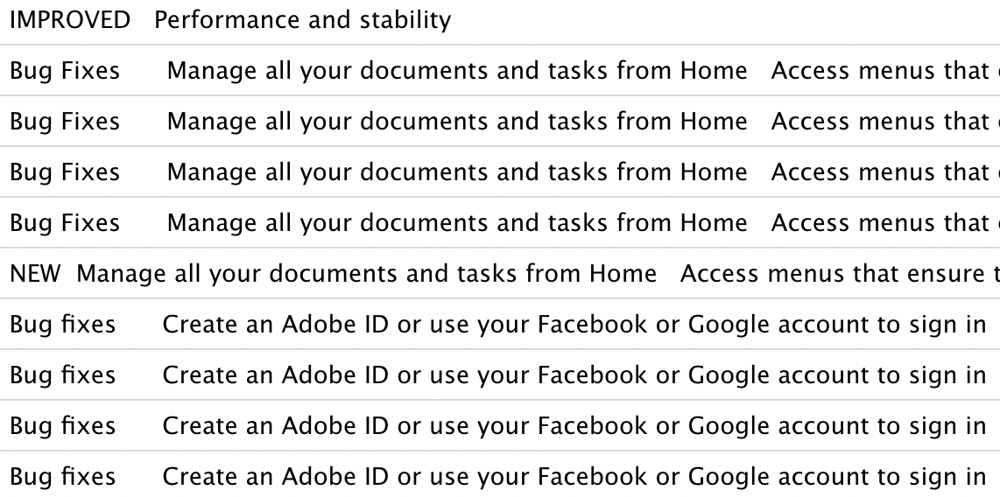 IMPROVED Performance and stability
Bug Fixes Manage all your documents and tasks from Home Access menus that
Bug Fixes Manage all your documents and tasks from Home Access menus that
Bug Fixes Manage all your documents and tasks from Home Access menus that
Bug Fixes Manage all your documents and tasks from Home Access menus that
NEW Manage all your documents and tasks from Home Access menus that ensure
Bug fixes Create an Adobe ID or use your Facebook or Google account to sign in
Bug fixes Create an Adobe ID or use your Facebook or Google account to sign in
Bug fixes Create an Adobe ID or use your Facebook or Google account to sign in
Bug fixes Create an Adobe ID or use your Facebook or Google account to sign in